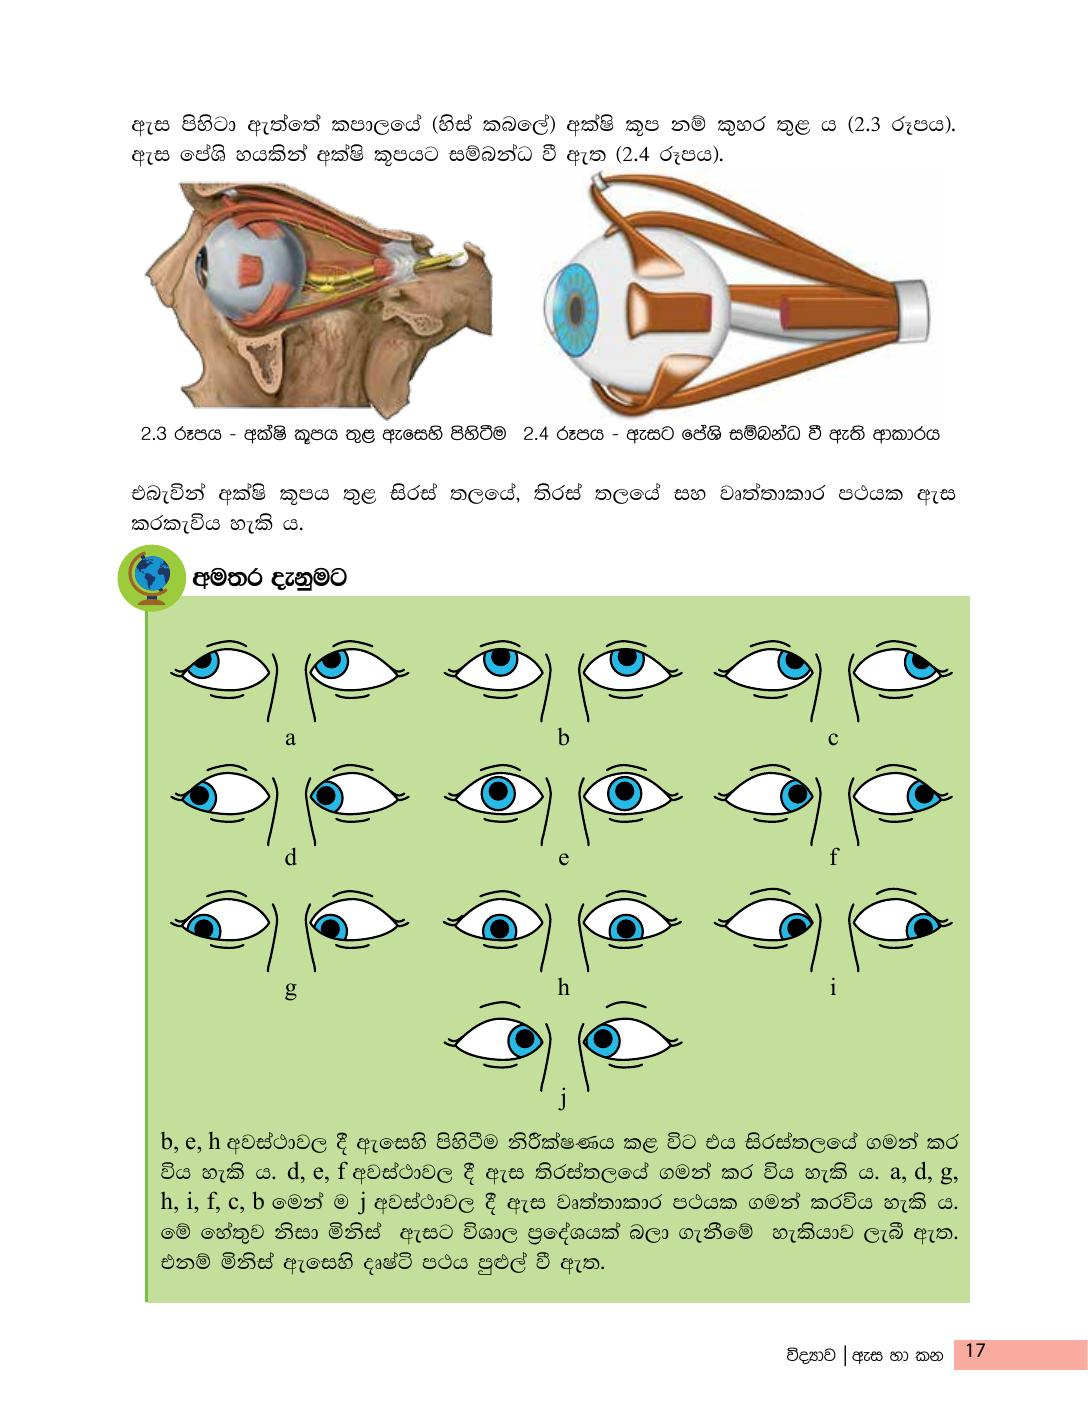 ඇස පිහිටා ඇත්තේ කපාලයේ (හිස් කබලේ) අක්ෂි කූප නම් කුහර තුළ ය (2.3 රූපය).
ඇස පේශි හයකින් අක්ෂි කූපයට සම්බන්ධ වී ඇත (2.4 රූපය).
2.3 රූපය - අක්ෂි කූපය තුළ ඇසෙහි පිහිටීම
2.4 රූපය - ඇසට පේශි සම්බන්ධ වී ඇති ආකාරය
එබැවින් අක්ෂි කූපය තුළ සිරස් තලයේ, තිරස් තලයේ සහ වෘත්තාකාර පථයක ඇස
කරකැවිය හැකි ය.
අමතර දැනුමට
a
b
c
d
e
f
g
h
i
j
b, e, h අවස්ථාවල දී ඇසෙහි පිහිටීම නිරීක්ෂණය කළ විට එය සිරස්තලයේ ගමන් කර
විය හැකි ය. d, e, f අවස්ථාවල දී ඇස තිරස්තලයේ ගමන් කර විය හැකි ය. a, d, g,
h, i, f, c, b මෙන් ම j අවස්ථාවල දී ඇස වෘත්තාකාර පථයක ගමන් කරවිය හැකි ය.
මේ හේතුව නිසා මිනිස් ඇසට විශාල ප්‍රදේශයක් බලා ගැනීමේ හැකියාව ලැබී ඇත.
එනම් මිනිස් ඇසෙහි දෘෂ්ටි පථය පුළුල් වී ඇත.
විද්‍යාව | ඇස හා කන 17